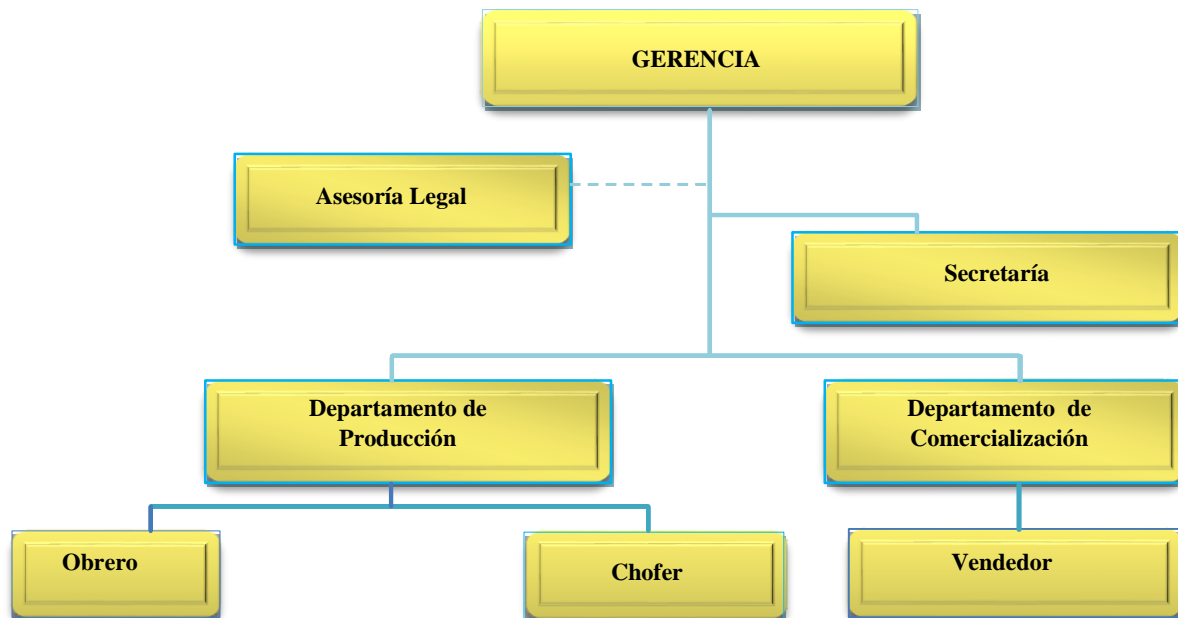 GERENCIA
Asesoría Legal
Secretaría
Departamento de
Producción
Departamento de
Comercialización
Obrero
Chofer
Vendedor